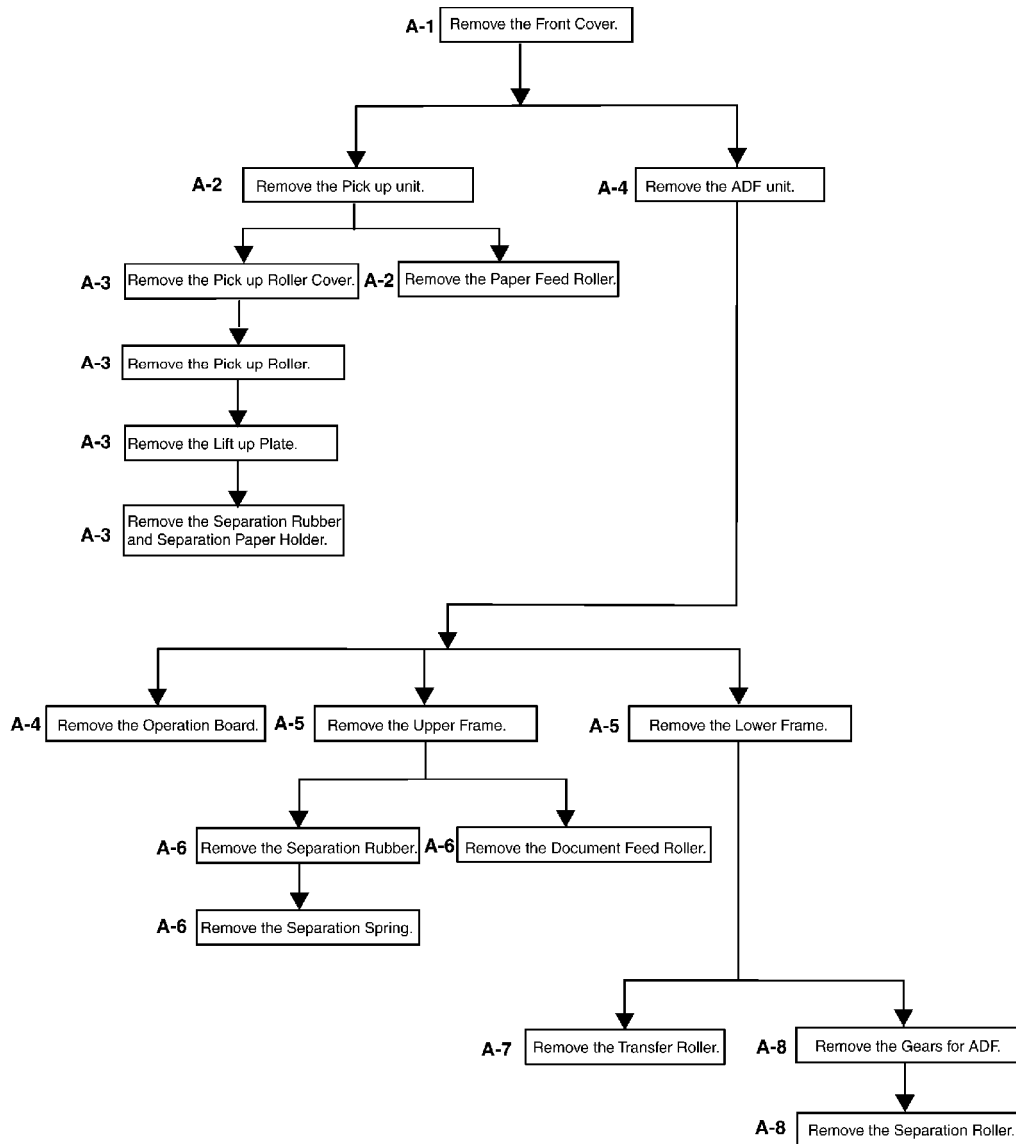 A-1 Remove the Front Cover.
A-2 Remove the Pick up unit.
A-4 Remove the ADF unit.
A-3 Remove the Pick up Roller Cover.
A-2 Remove the Paper Feed Roller.
A-3 Remove the Pick up Roller.
A-3 Remove the Lift up Plate.
A-3 Remove the Separation Rubber
and Separation Paper Holder.
A-4 Remove the Operation Board.
A-5 Remove the Upper Frame.
A-5 Remove the Lower Frame.
A-6 Remove the Separation Rubber.
A-6 Remove the Document Feed Roller.
A-6 Remove the Separation Spring.
A-7 Remove the Transfer Roller.
A-8 Remove the Gears for ADF.
A-8 Remove the Separation Roller.